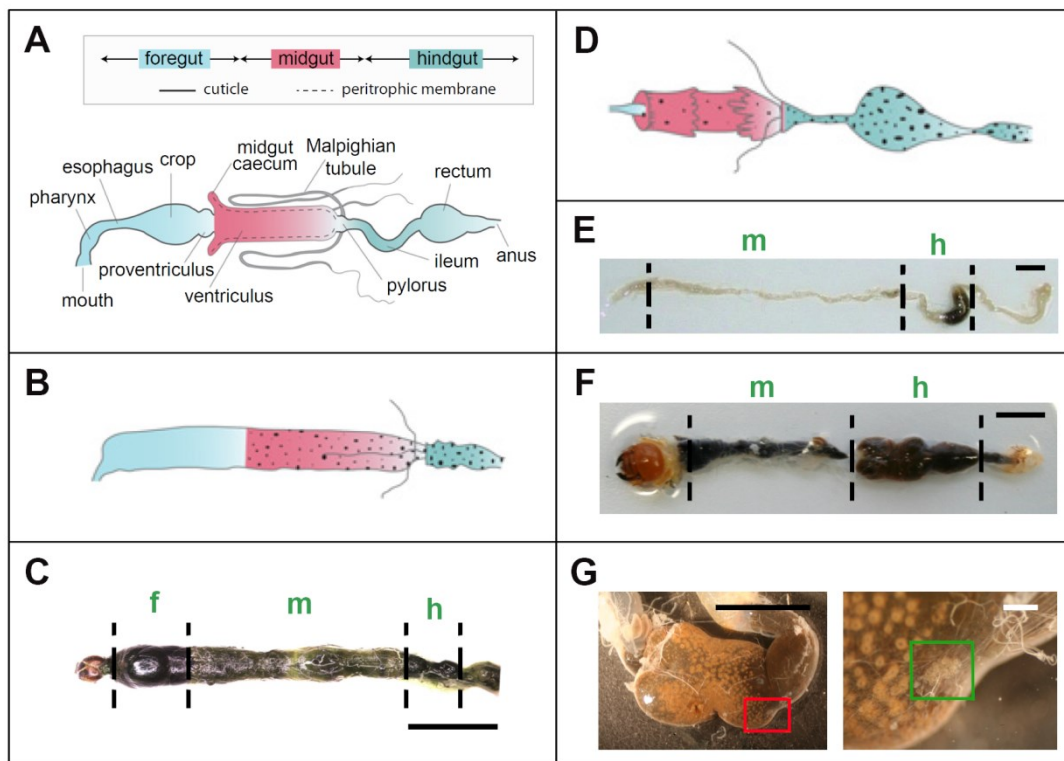 A
foregut midgut hindgut
cuticle peritrophic membrane
midgut caecum
Malpighian tubule
esophagus crop rectum
pharynx
proventriculus
ventriculus
mouth
pylorus
ileum
anus
B
C
f m h
D
E
m h
F
m h
G